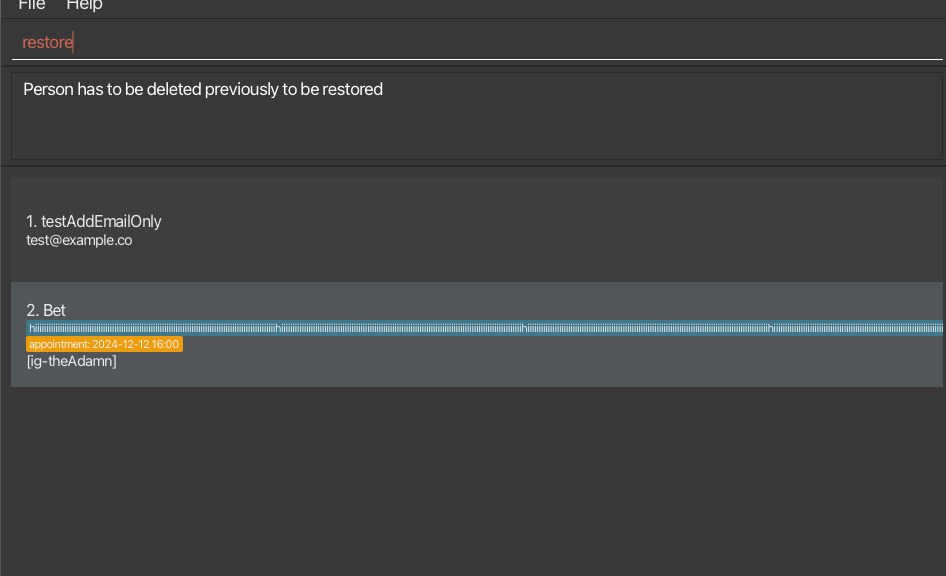 File Help
restore
Person has to be deleted previously to be restored
1. testAddEmailOnly
test@example.co
2. Bet
appointment: 2024-12-12 16:00
[ig-theAdamn]